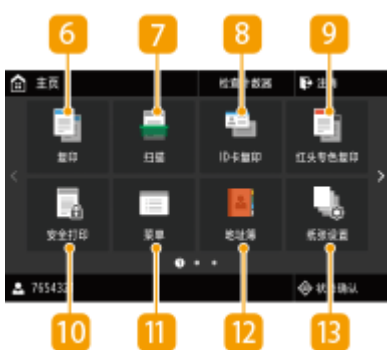 6 7 8 9
主页 检查计数器 注销
复印 扫描 ID卡复印 红头专色复印
安全打印 菜单 地址簿 纸张设置
1
7654321 状态确认
10 11 12 13